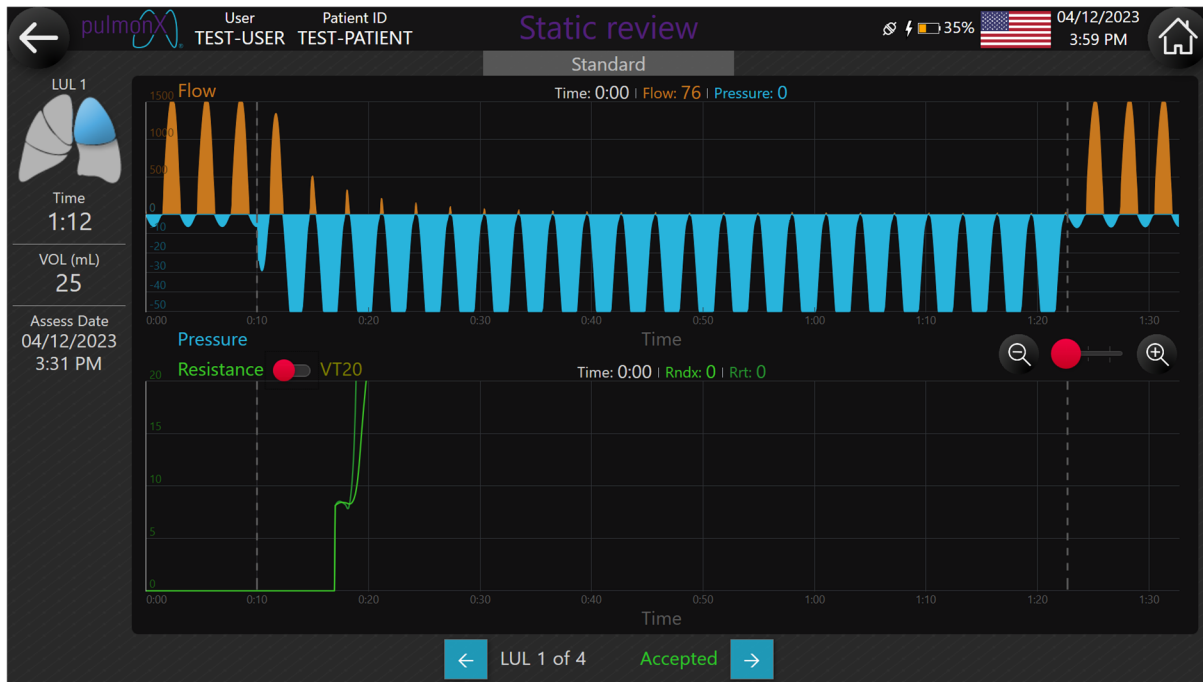 pulmonx
User
TEST-USER
Patient ID
TEST-PATIENT
Static review
35%
04/12/2023
3:59 PM
Standard
LUL 1
Time
1:12
VOL (mL)
25
Assess Date
04/12/2023
3:31 PM
Flow
Time: 0:00 | Flow: 76 | Pressure: 0
1500
1000
500
0
-10
-20
-30
-40
-50
0:00 0:10 0:20 0:30 0:40 0:50 1:00 1:10 1:20 1:30
Pressure
Time
Resistance VT20
Time: 0:00 | Rndx: 0 | Rrt: 0
20
15
10
5
0
0:00 0:10 0:20 0:30 0:40 0:50 1:00 1:10 1:20 1:30
Time
LUL 1 of 4 Accepted